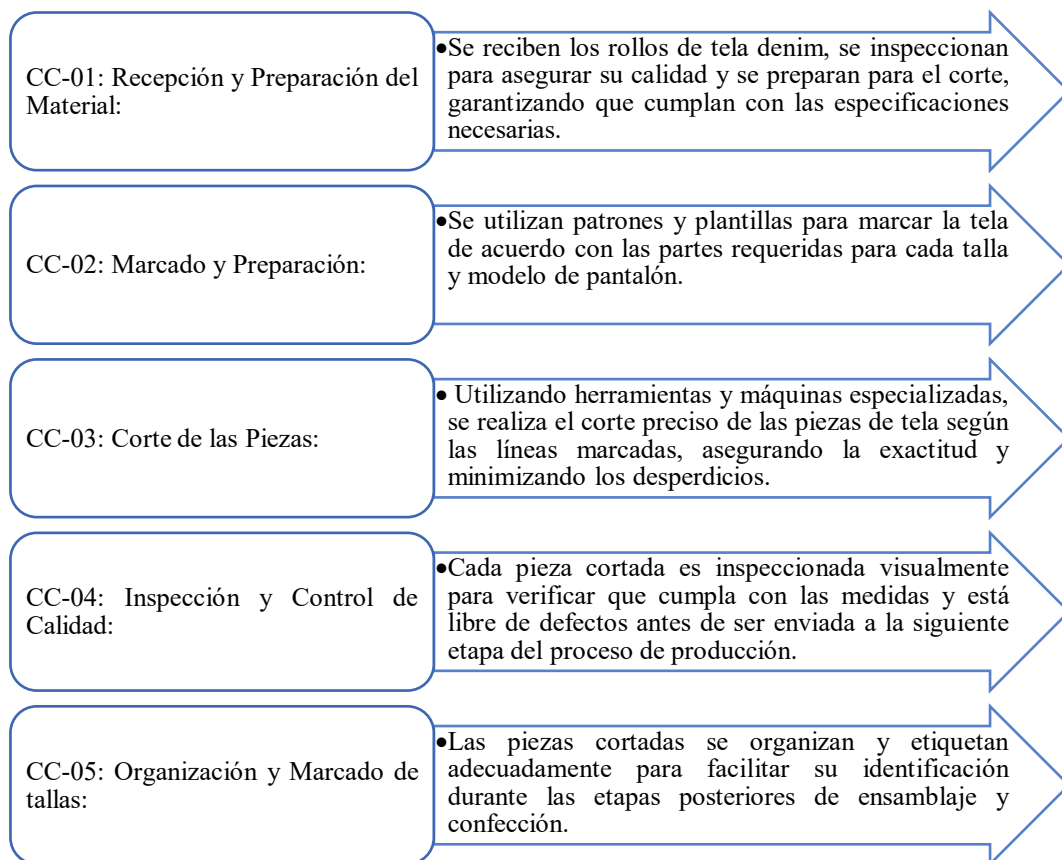 CC-01: Recepción y Preparación del
Material:
•Se reciben los rollos de tela denim, se inspeccionan
para asegurar su calidad y se preparan para el corte,
garantizando que cumplan con las especificaciones
necesarias.
CC-02: Marcado y Preparación:
•Se utilizan patrones y plantillas para marcar la tela
de acuerdo con las partes requeridas para cada talla
y modelo de pantalón.
CC-03: Corte de las Piezas:
• Utilizando herramientas y máquinas especializadas,
se realiza el corte preciso de las piezas de tela según
las líneas marcadas, asegurando la exactitud y
minimizando los desperdicios.
CC-04: Inspección y Control de
Calidad:
•Cada pieza cortada es inspeccionada visualmente
para verificar que cumpla con las medidas y está
libre de defectos antes de ser enviada a la siguiente
etapa del proceso de producción.
CC-05: Organización y Marcado de
tallas:
•Las piezas cortadas se organizan y etiquetan
adecuadamente para facilitar su identificación
durante las etapas posteriores de ensamblaje y
confección.